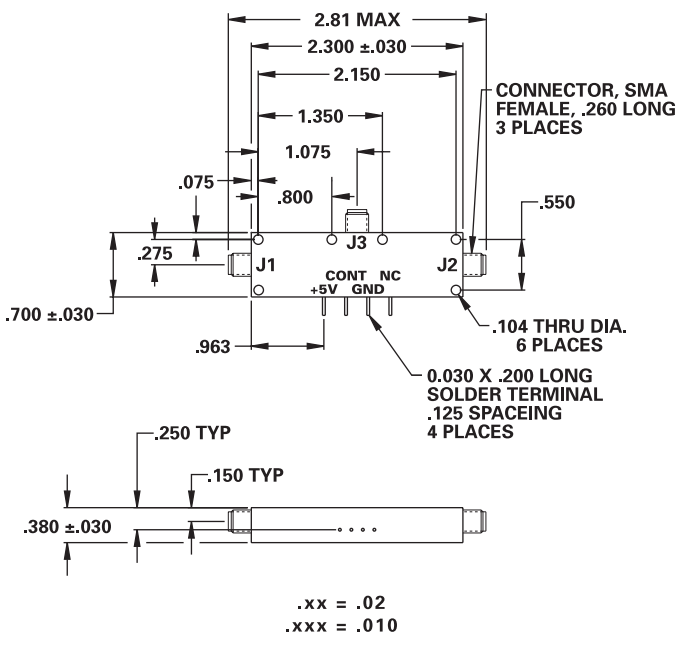 2.81 MAX
2.300 ±.030
2.150
CONNECTOR, SMA
FEMALE, .260 LONG
3 PLACES
1.350
1.075
.075
.800
.550
J3
.275
J1
J2
CONT NC
+5V GND
.700 ±.030
.104 THRU DIA.
6 PLACES
.963
0.030 X .200 LONG
SOLDER TERMINAL
.125 SPACEING
4 PLACES
.250 TYP
.150 TYP
.380 ±.030
.xx = .02
.xxx = .010